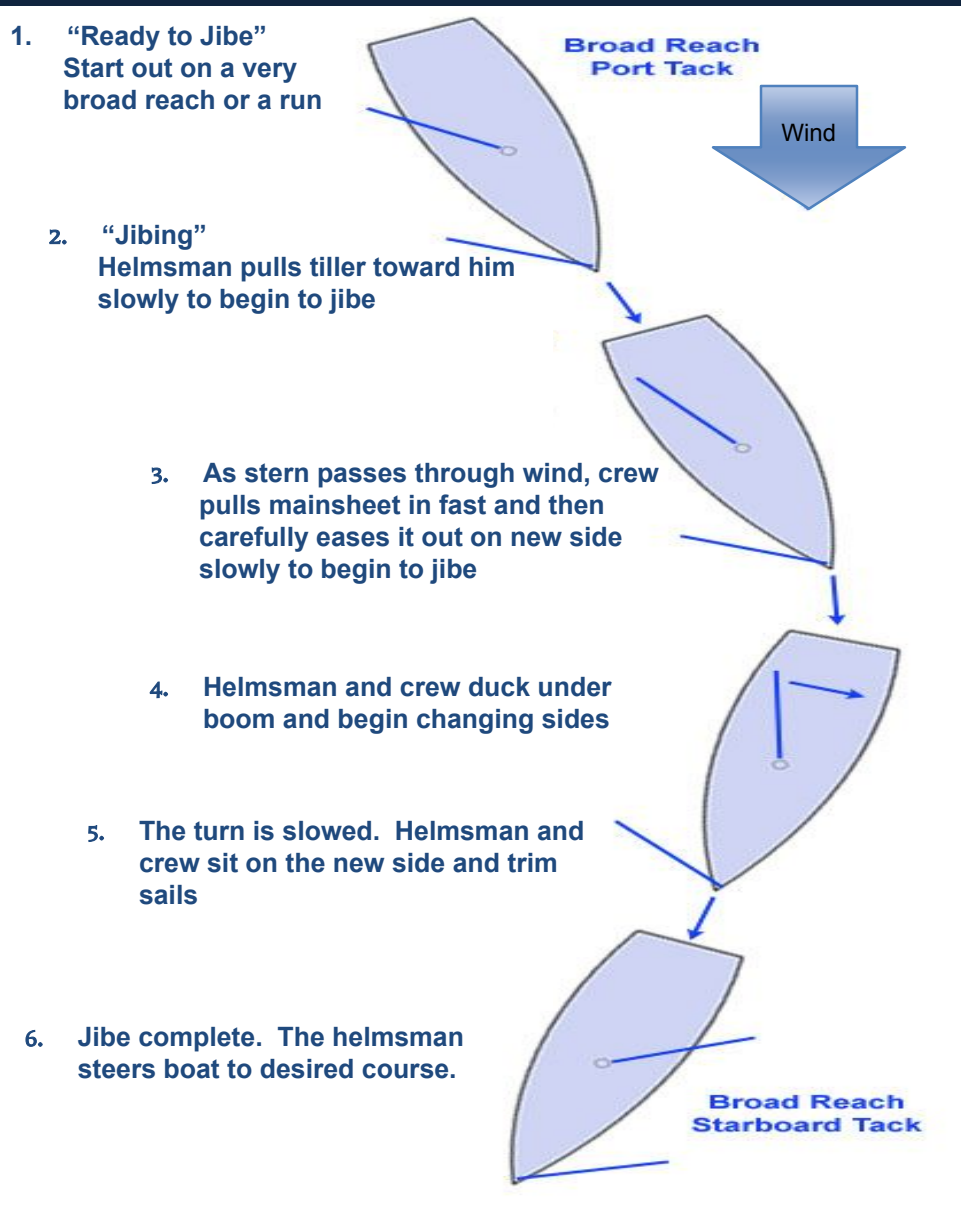 1. “Ready to Jibe”
Start out on a very
broad reach or a run
Broad Reach
Port Tack
Wind
2. “Jibing”
Helmsman pulls tiller toward him
slowly to begin to jibe
3. As stern passes through wind, crew
pulls mainsheet in fast and then
carefully eases it out on new side
slowly to begin to jibe
4. Helmsman and crew duck under
boom and begin changing sides
5. The turn is slowed. Helmsman and
crew sit on the new side and trim
sails
6. Jibe complete. The helmsman
steers boat to desired course.
Broad Reach
Starboard Tack